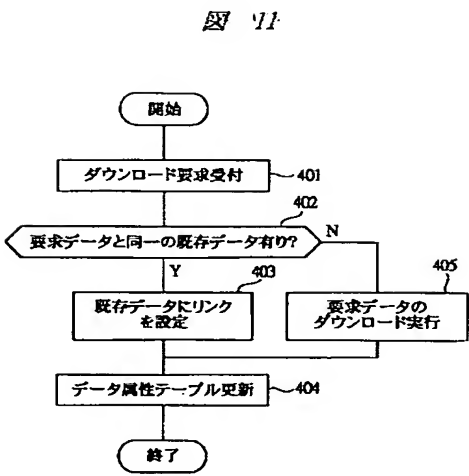 図 11
開始
ダウンロード要求受付
401
402
要求データと同一の既存データ有り?
N
Y
403
405
既存データにリンク
を設定
要求データの
ダウンロード実行
データ属性テーブル更新
404
終了